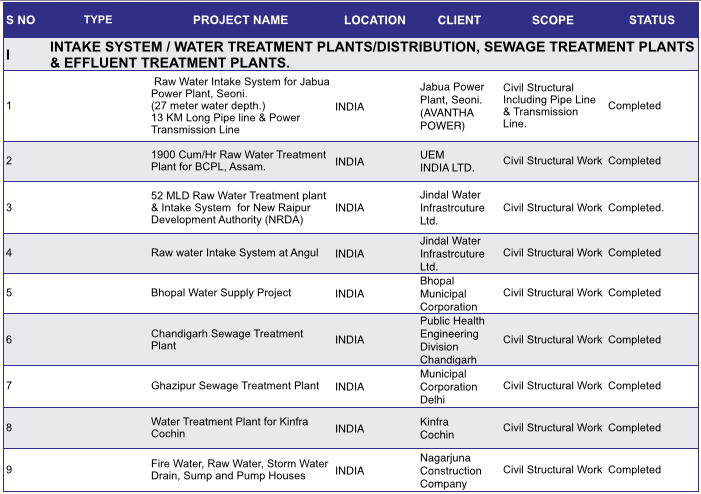 S NO TYPE PROJECT NAME LOCATION CLIENT SCOPE STATUS
I INTAKE SYSTEM / WATER TREATMENT PLANTS/DISTRIBUTION, SEWAGE TREATMENT PLANTS
& EFFLUENT TREATMENT PLANTS.
1
Raw Water Intake System for Jabua
Power Plant, Seoni.
(27 meter water depth.)
13 KM Long Pipe line & Power
Transmission Line
INDIA
Jabua Power
Plant, Seoni.
(AVANTHA
POWER)
Civil Structural
Including Pipe Line
& Transmission
Line.
Completed
2
1900 Cum/Hr Raw Water Treatment
Plant for BCPL, Assam.
INDIA
UEM
INDIA LTD.
Civil Structural Work
Completed
3
52 MLD Raw Water Treatment plant
& Intake System for New Raipur
Development Authority (NRDA)
INDIA
Jindal Water
Infrastrcuture
Ltd.
Civil Structural Work
Completed.
4
Raw water Intake System at Angul
INDIA
Jindal Water
Infrastrcuture
Ltd.
Civil Structural Work
Completed
5
Bhopal Water Supply Project
INDIA
Bhopal
Municipal
Corporation
Civil Structural Work
Completed
6
Chandigarh Sewage Treatment
Plant
INDIA
Public Health
Engineering
Division
Chandigarh
Civil Structural Work
Completed
7
Ghazipur Sewage Treatment Plant
INDIA
Municipal
Corporation
Delhi
Civil Structural Work
Completed
8
Water Treatment Plant for Kinfra
Cochin
INDIA
Kinfra
Cochin
Civil Structural Work
Completed
9
Fire Water, Raw Water, Storm Water
Drain, Sump and Pump Houses
INDIA
Nagarjuna
Construction
Company
Civil Structural Work
Completed